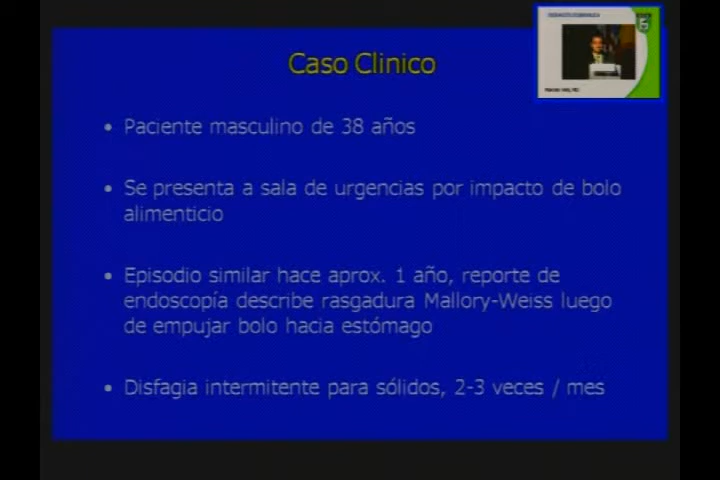 Caso Clinico
• Paciente masculino de 38 años
• Se presenta a sala de urgencias por impacto de bolo
alimenticio
• Episodio similar hace aprox. 1 año, reporte de
endoscopía describe rasgadura Mallory-Weiss luego
de empujar bolo hacia estómago
• Disfagia intermitente para sólidos, 2-3 veces / mes